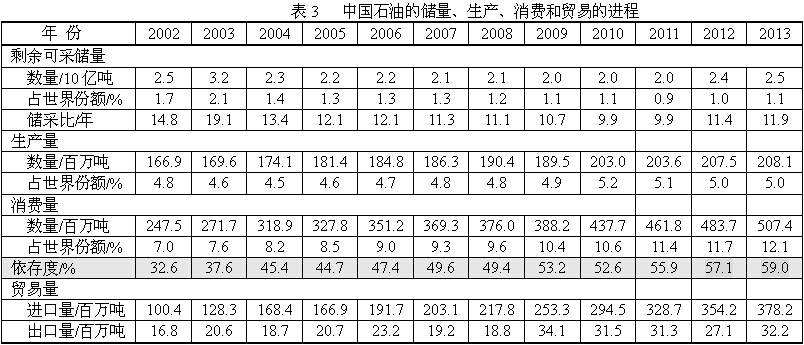 表 3 中国石油的储量、生产、消费和贸易的进程
年 份 2002 2003 2004 2005 2006 2007 2008 2009 2010 2011 2012 2013
剩余可采储量
数量/10 亿吨 2.5 3.2 2.3 2.2 2.2 2.1 2.1 2.0 2.0 2.0 2.4 2.5
占世界份额/% 1.7 2.1 1.4 1.3 1.3 1.3 1.2 1.1 1.1 0.9 1.0 1.1
储采比/年 14.8 19.1 13.4 12.1 12.1 11.3 11.1 10.7 9.9 9.9 11.4 11.9
生产量
数量/百万吨 166.9 169.6 174.1 181.4 184.8 186.3 190.4 189.5 203.0 203.6 207.5 208.1
占世界份额/% 4.8 4.6 4.5 4.6 4.7 4.8 4.8 4.9 5.2 5.1 5.0 5.0
消费量
数量/百万吨 247.5 271.7 318.9 327.8 351.2 369.3 376.0 388.2 437.7 461.8 483.7 507.4
占世界份额/% 7.0 7.6 8.2 8.5 9.0 9.3 9.6 10.4 10.6 11.4 11.7 12.1
依存度/% 32.6 37.6 45.4 44.7 47.4 49.6 49.4 53.2 52.6 55.9 57.1 59.0
贸易量
进口量/百万吨 100.4 128.3 168.4 166.9 191.7 203.1 217.8 253.3 294.5 328.7 354.2 378.2
出口量/百万吨 16.8 20.6 18.7 20.7 23.2 19.2 18.8 34.1 31.5 31.3 27.1 32.2